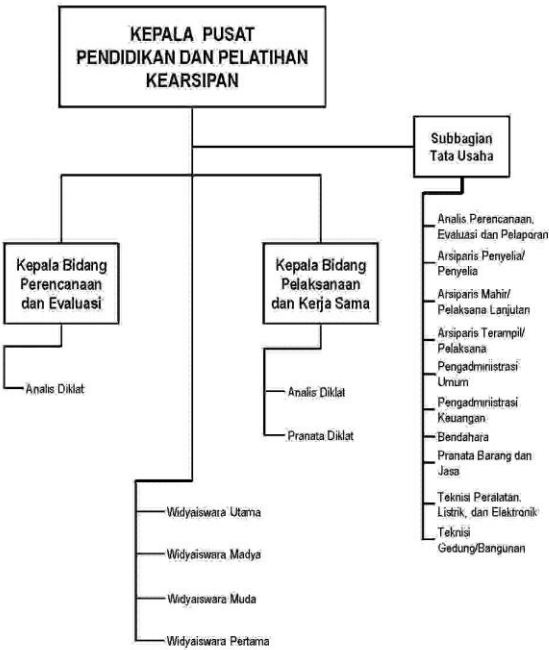 KEPALA PUSAT
PENDIDIKAN DAN PELATIHAN
KEARSIPAN
Subbagian
Tata Usaha
Kepala Bidang
Perencanaan
dan Evaluasi
Analis Diklat
Kepala Bidang
Pelaksanaan
dan Kerja Sama
Analis Diklat
Pranata Diklat
Analis Perencanaan,
Evaluasi dan Pelaporan
Arsiparis Penyelia/
Penyelia
Arsiparis Mahir/
Pelaksana Lanjutan
Arsiparis Terampil/
Pelaksana
Pengadministrasi
Umum
Pengadministrasi
Keuangan
Bendahara
Pranata Barang dan
Jasa
Teknisi Peralatan,
Listrik, dan Elektronik
Teknisi
Gedung/Bangunan
Widyaiswara Utama
Widyaiswara Madya
Widyaiswara Muda
Widyaiswara Pertama